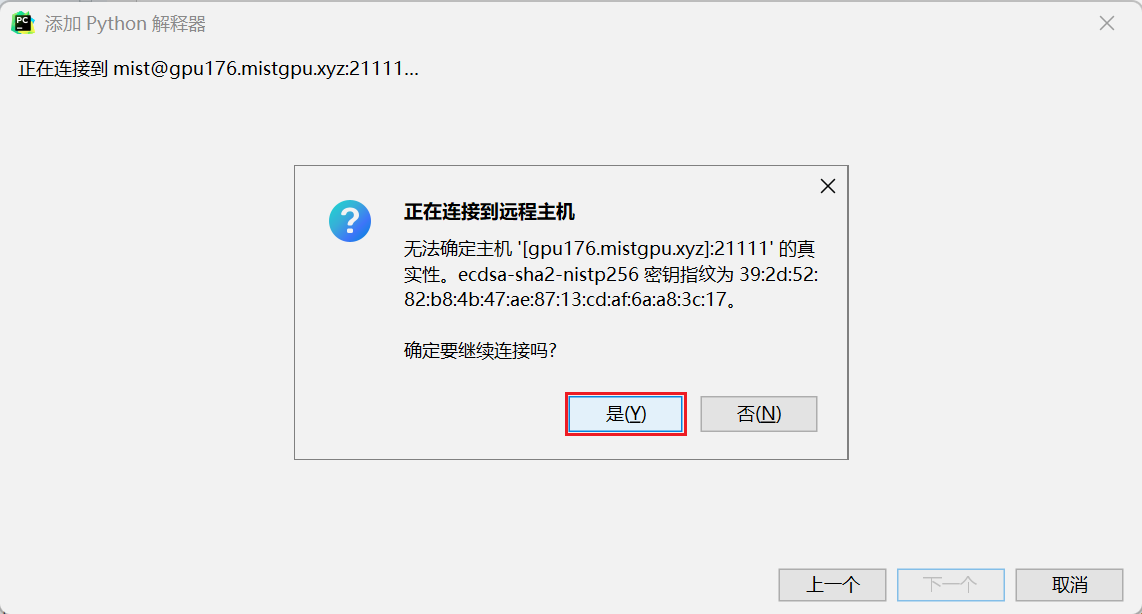 PC
添加 Python 解释器
正在连接到 mist@gpu176.mistgpu.xyz:21111...
正在连接到远程主机
无法确定主机 '[gpu176.mistgpu.xyz]:21111' 的真
实性。ecdsa-sha2-nistp256 密钥指纹为 39:2d:52:
82:b8:4b:47:ae:87:13:cd:af:6a:a8:3c:17。
确定要继续连接吗?
是(Y)
否(N)
上一个
下一个
取消